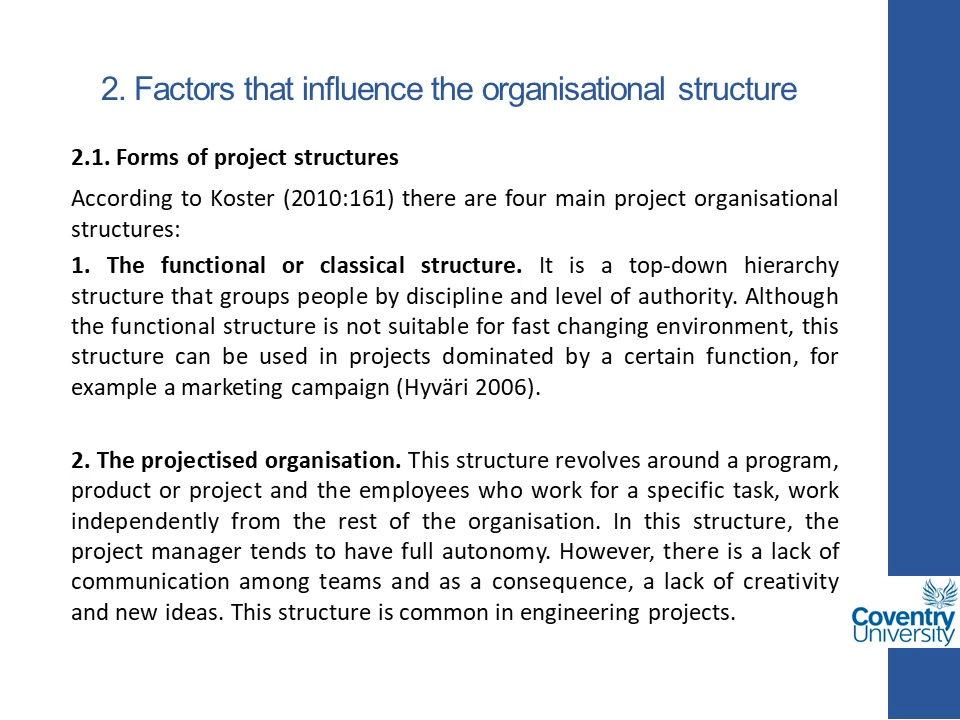 2. Factors that influence the organisational structure
2.1. Forms of project structures
According to Koster (2010:161) there are four main project organisational
structures:
1. The functional or classical structure. It is a top-down hierarchy
structure that groups people by discipline and level of authority. Although
the functional structure is not suitable for fast changing environment, this
structure can be used in projects dominated by a certain function, for
example a marketing campaign (Hyväri 2006).
2. The projectised organisation. This structure revolves around a program,
product or project and the employees who work for a specific task, work
independently from the rest of the organisation. In this structure, the
project manager tends to have full autonomy. However, there is a lack of
communication among teams and as a consequence, a lack of creativity
and new ideas. This structure is common in engineering projects.
Coventry
University